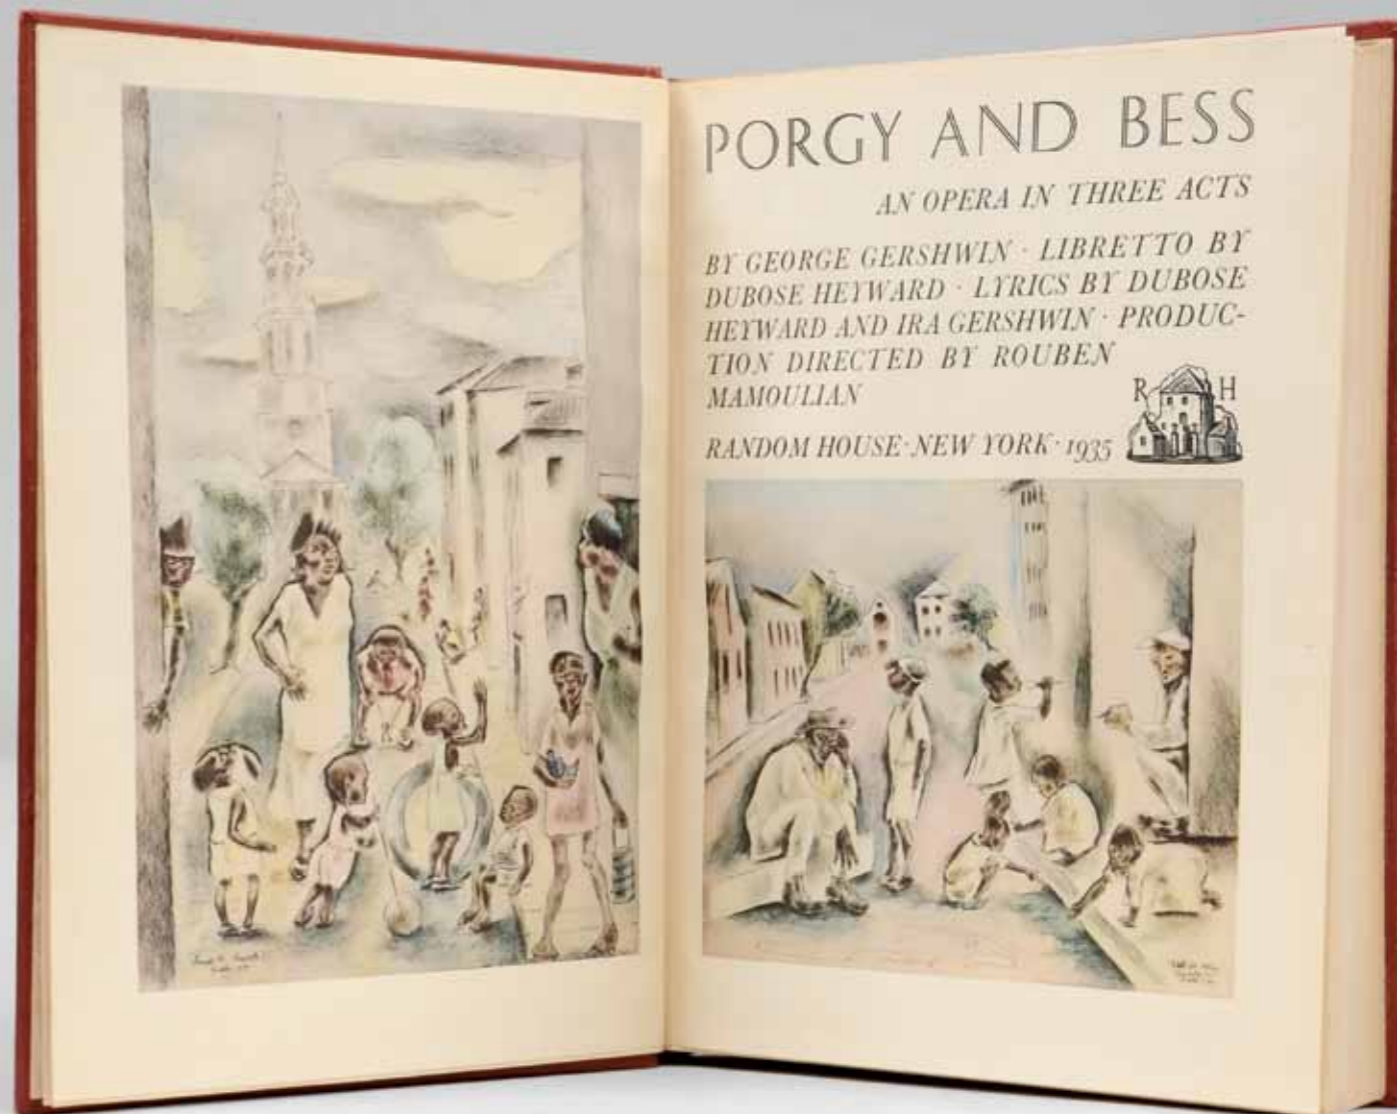 PORGY AND BESS
AN OPERA IN THREE ACTS
BY GEORGE GERSHWIN · LIBRETTO BY
DUBOSE HEYWARD · LYRICS BY DUBOSE
HEYWARD AND IRA GERSHWIN · PRODUC-
TION DIRECTED BY ROUBEN
MAMOULIAN
R H
RANDOM HOUSE · NEW YORK · 1935